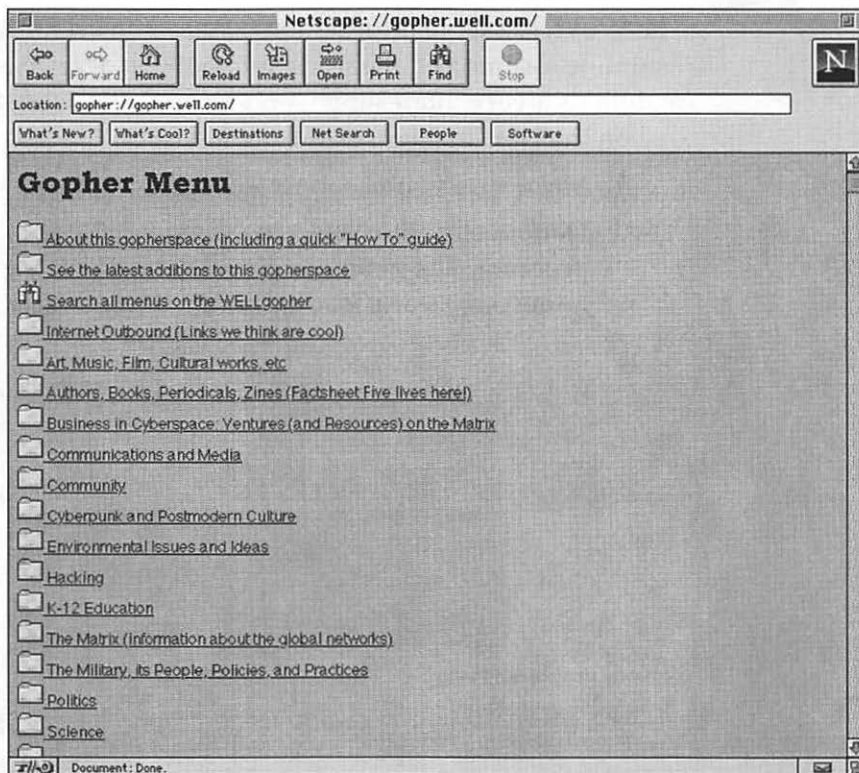 Netscape: //gopher.well.com/
Back Forward Home Reload Images Open Print Find Stop
N
Location: gopher://gopher.well.com/
What's New? What's Cool? Destinations Net Search People Software
Gopher Menu
About this gopherspace (including a quick "How To" guide)
See the latest additions to this gopherspace
Search all menus on the WELLgopher
Internet Outbound (Links we think are cool)
Art, Music, Film, Cultural works, etc
Authors, Books, Periodicals, Zines (Factsheet Five lives here!)
Business in Cyberspace: Ventures (and Resources) on the Matrix
Communications and Media
Community
Cyberpunk and Postmodern Culture
Environmental Issues and Ideas
Hacking
K-12 Education
The Matrix (information about the global networks)
The Military, its People, Policies, and Practices
Politics
Science
Document: Done.